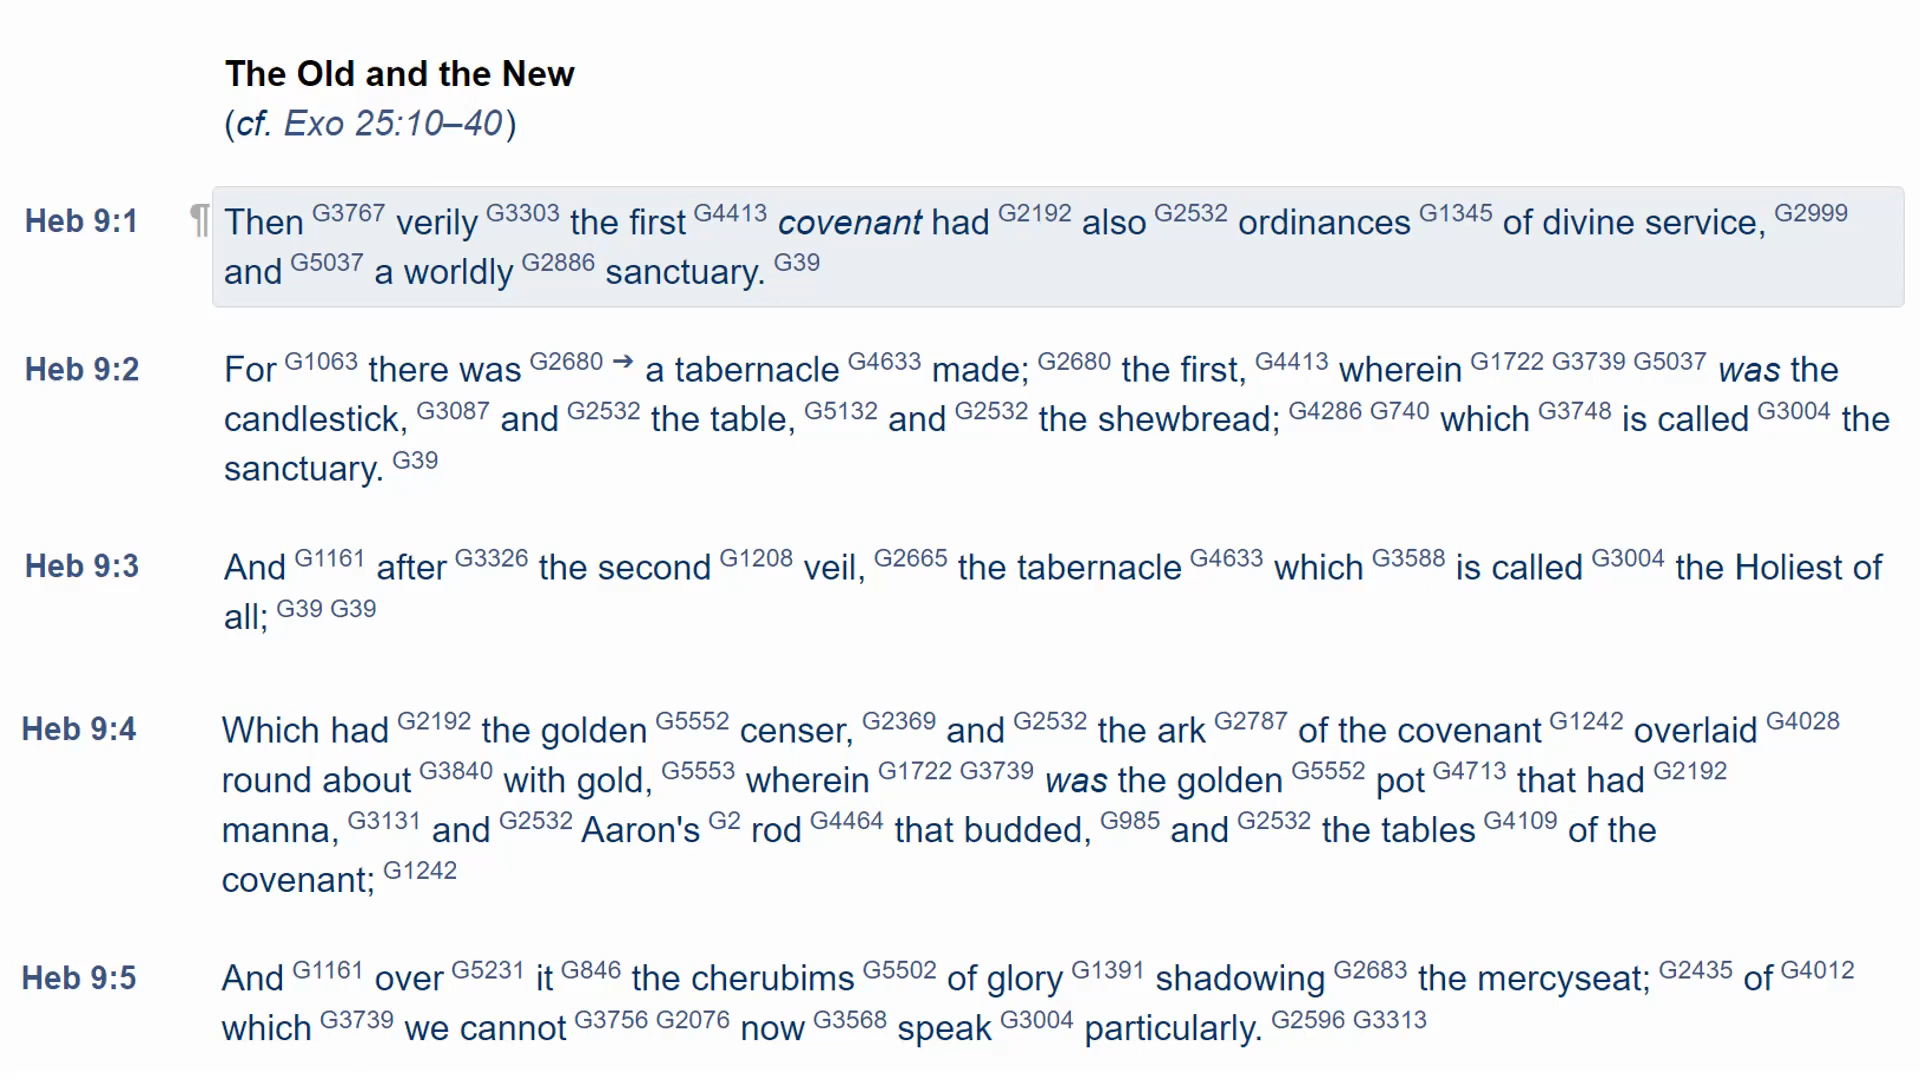 The Old and the New
(cf. Exo 25:10–40)
Heb 9:1 ¶ Then G3767 verily G3303 the first G4413 covenant had G2192 also G2532 ordinances G1345 of divine service, G2999
and G5037 a worldly G2886 sanctuary. G39
Heb 9:2 For G1063 there was G2680 ➔ a tabernacle G4633 made; G2680 the first, G4413 wherein G1722 G3739 G5037 was the
candlestick, G3087 and G2532 the table, G5132 and G2532 the shewbread; G4286 G740 which G3748 is called G3004 the
sanctuary. G39
Heb 9:3 And G1161 after G3326 the second G1208 veil, G2665 the tabernacle G4633 which G3588 is called G3004 the Holiest of
all; G39 G39
Heb 9:4 Which had G2192 the golden G5552 censer, G2369 and G2532 the ark G2787 of the covenant G1242 overlaid G4028
round about G3840 with gold, G5553 wherein G1722 G3739 was the golden G5552 pot G4713 that had G2192
manna, G3131 and G2532 Aaron's G2 rod G4464 that budded, G985 and G2532 the tables G4109 of the
covenant; G1242
Heb 9:5 And G1161 over G5231 it G846 the cherubims G5502 of glory G1391 shadowing G2683 the mercyseat; G2435 of G4012
which G3739 we cannot G3756 G2076 now G3568 speak G3004 particularly. G2596 G3313